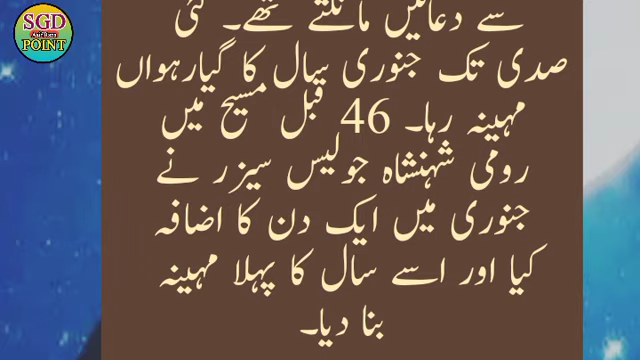 SGD
POINT
سے دعائیں مانگتے تھے۔ کئی
صدی تک جنوری سال کا گیارہواں
مہینہ رہا۔ 46 قبل مسیح میں
رومی شہنشاہ جولیس سیزر نے
جنوری میں ایک دن کا اضافہ
کیا اور اسے سال کا پہلا مہینہ
بنا دیا۔